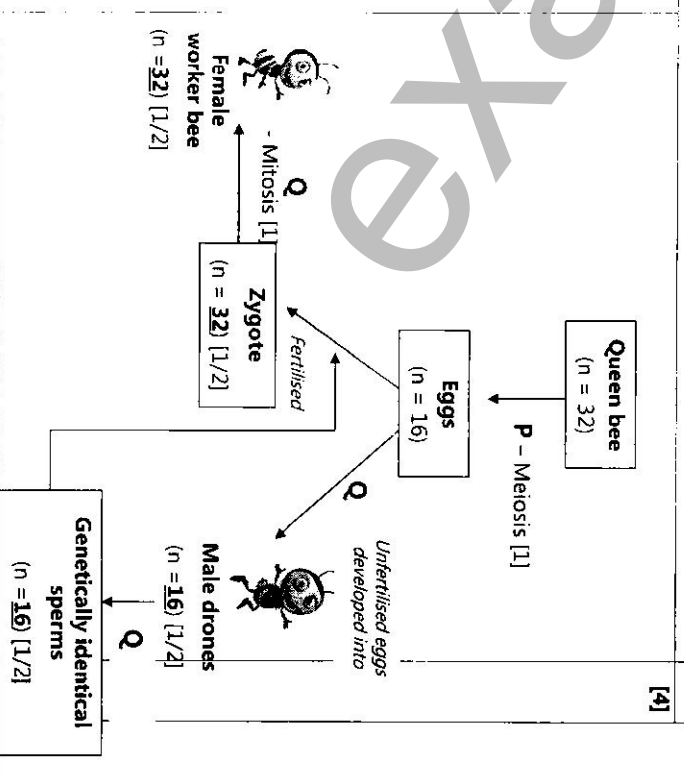 [4]
Queen bee
(n = 32)
P – Meiosis [1]
Eggs
(n = 16)
Unfertilised eggs
developed into
Q
Fertilised
Male drones
(n =16) [1/2]
Zygote
(n = 32) [1/2]
Q
- Mitosis [1]
Female
worker bee
(n =32) [1/2]
Q
Genetically identical
sperms
(n =16) [1/2]